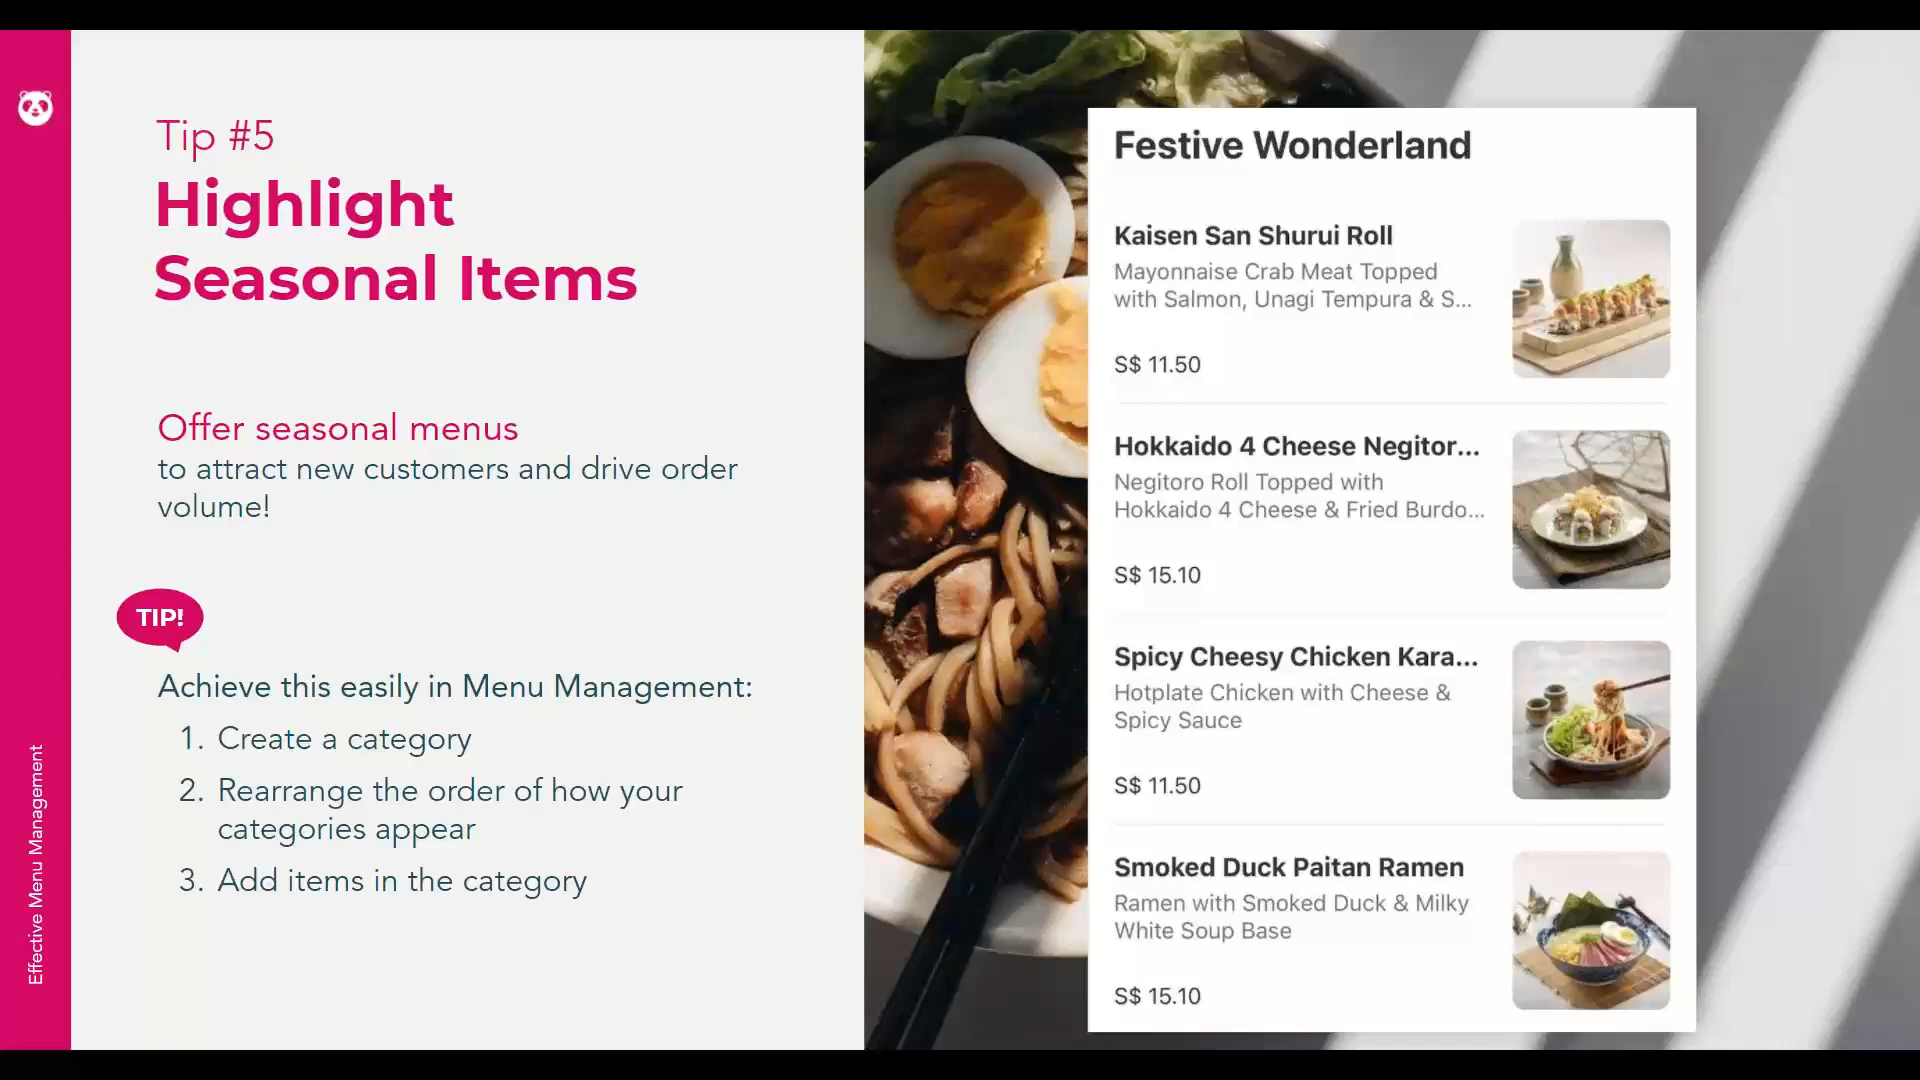 Tip #5
Highlight
Seasonal Items
Offer seasonal menus
to attract new customers and drive order
volume!
TIP!
Achieve this easily in Menu Management:
1. Create a category
2. Rearrange the order of how your
categories appear
3. Add items in the category
Effective Menu Management
Festive Wonderland
Kaisen San Shurui Roll
Mayonnaise Crab Meat Topped
with Salmon, Unagi Tempura & S...
S$ 11.50
Hokkaido 4 Cheese Negitor...
Negitoro Roll Topped with
Hokkaido 4 Cheese & Fried Burdo...
S$ 15.10
Spicy Cheesy Chicken Kara...
Hotplate Chicken with Cheese &
Spicy Sauce
S$ 11.50
Smoked Duck Paitan Ramen
Ramen with Smoked Duck & Milky
White Soup Base
S$ 15.10